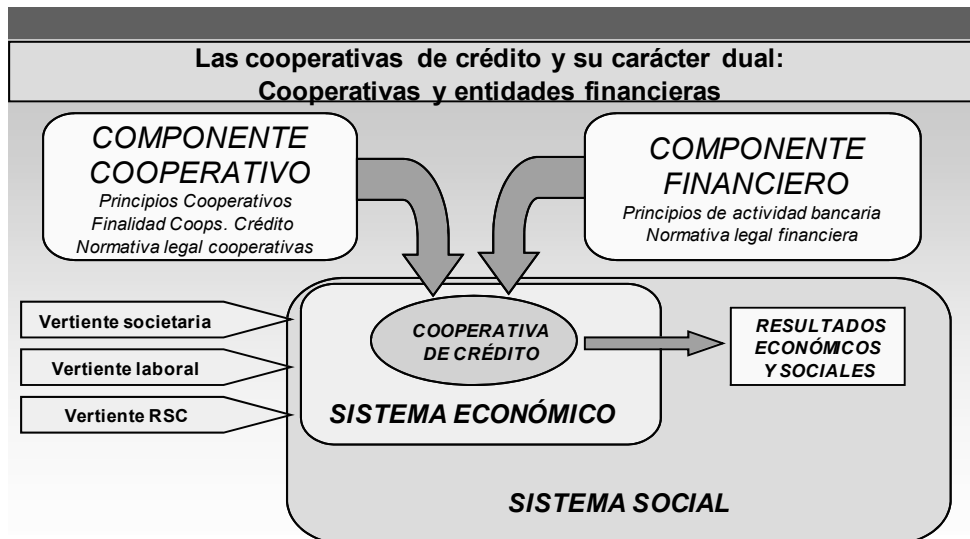 Las cooperativas de crédito y su carácter dual:
Cooperativas y entidades financieras
COMPONENTE
COOPERATIVO
Principios Cooperativos
Finalidad Coops. Crédito
Normativa legal cooperativas
COMPONENTE
FINANCIERO
Principios de actividad bancaria
Normativa legal financiera
Vertiente societaria
Vertiente laboral
Vertiente RSC
COOPERATIVA
DE CRÉDITO
SISTEMA ECONÓMICO
RESULTADOS
ECONÓMICOS
Y SOCIALES
SISTEMA SOCIAL